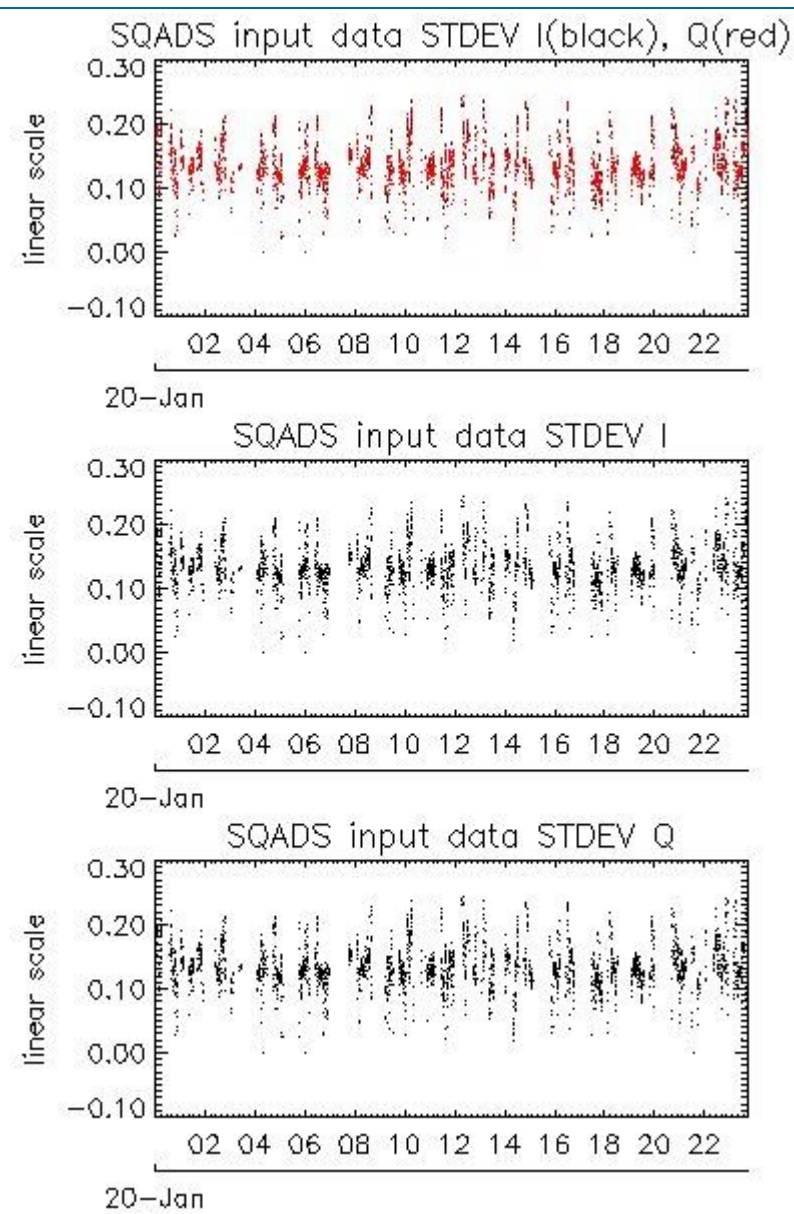 SQADS input data STDEV I(black), Q(red)
0.30
0.20
0.10
0.00
−0.10
linear scale
02 04 06 08 10 12 14 16 18 20 22
20−Jan
SQADS input data STDEV I
0.30
0.20
0.10
0.00
−0.10
linear scale
02 04 06 08 10 12 14 16 18 20 22
20−Jan
SQADS input data STDEV Q
0.30
0.20
0.10
0.00
−0.10
linear scale
02 04 06 08 10 12 14 16 18 20 22
20−Jan